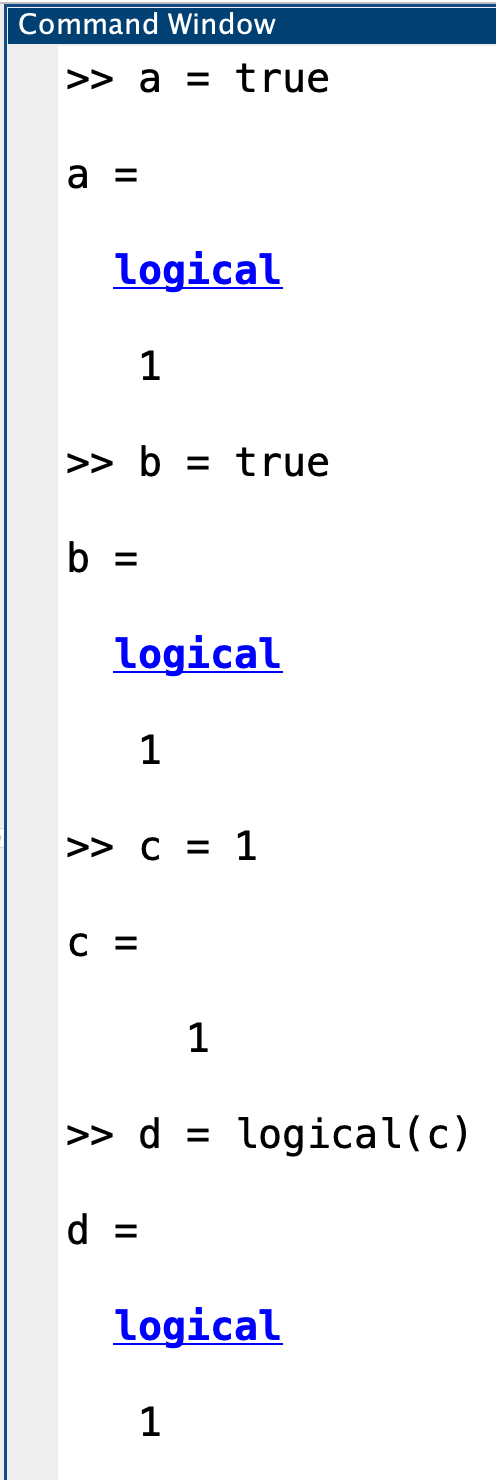 Command Window
>> a = true
a =
logical
1
>> b = true
b =
logical
1
>> c = 1
c =
1
>> d = logical(c)
d =
logical
1